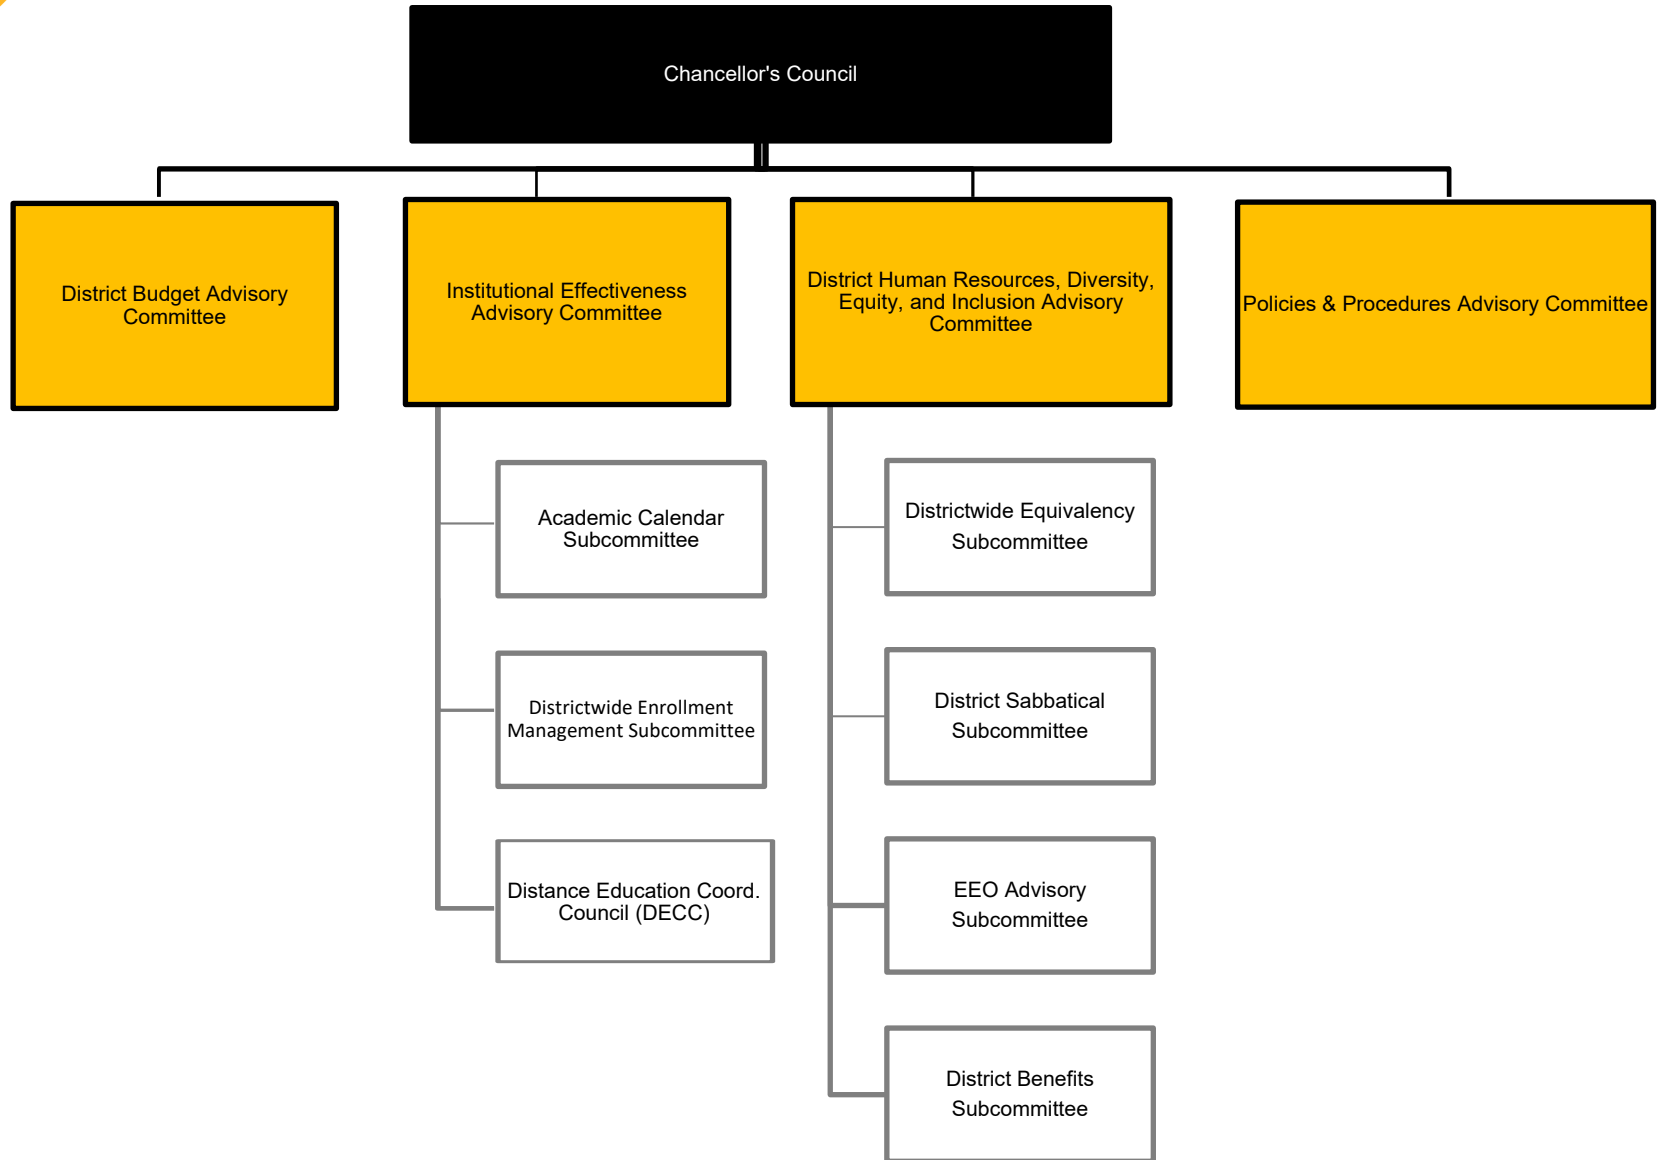 Chancellor's Council
District Budget Advisory
Committee
Institutional Effectiveness
Advisory Committee
District Human Resources, Diversity,
Equity, and Inclusion Advisory
Committee
Policies & Procedures Advisory Committee
Academic Calendar
Subcommittee
Districtwide Enrollment
Management Subcommittee
Distance Education Coord.
Council (DECC)
Districtwide Equivalency
Subcommittee
District Sabbatical
Subcommittee
EEO Advisory
Subcommittee
District Benefits
Subcommittee